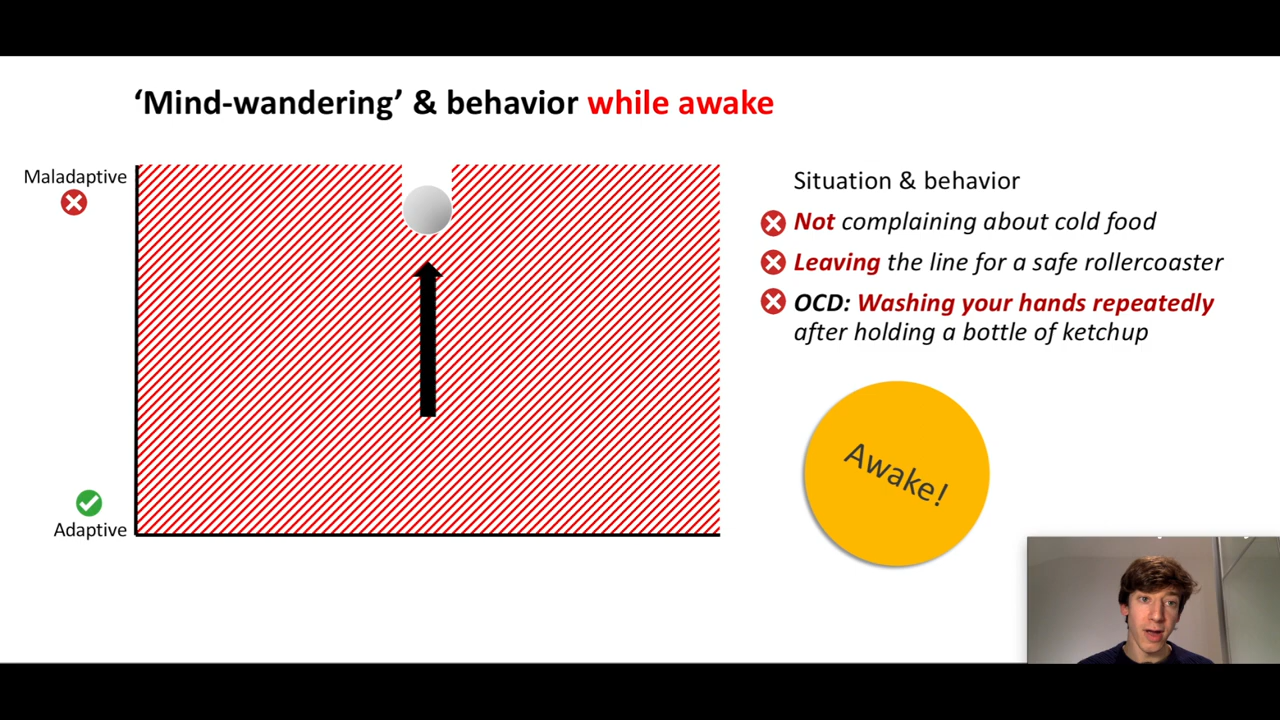 ‘Mind-wandering’ & behavior while awake
Maladaptive
Adaptive
Situation & behavior
Not complaining about cold food
Leaving the line for a safe rollercoaster
OCD: Washing your hands repeatedly
after holding a bottle of ketchup
Awake!